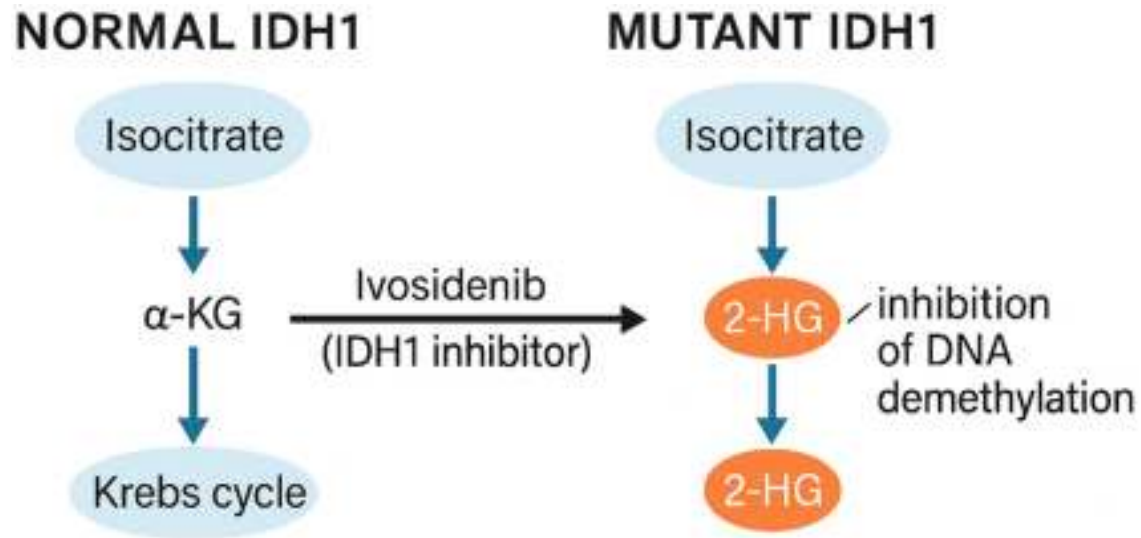 NORMAL IDH1
Isocitrate
α-KG
Krebs cycle
Ivosidenib
(IDH1 inhibitor)
MUTANT IDH1
Isocitrate
2-HG
inhibition
of DNA
demethylation
2-HG